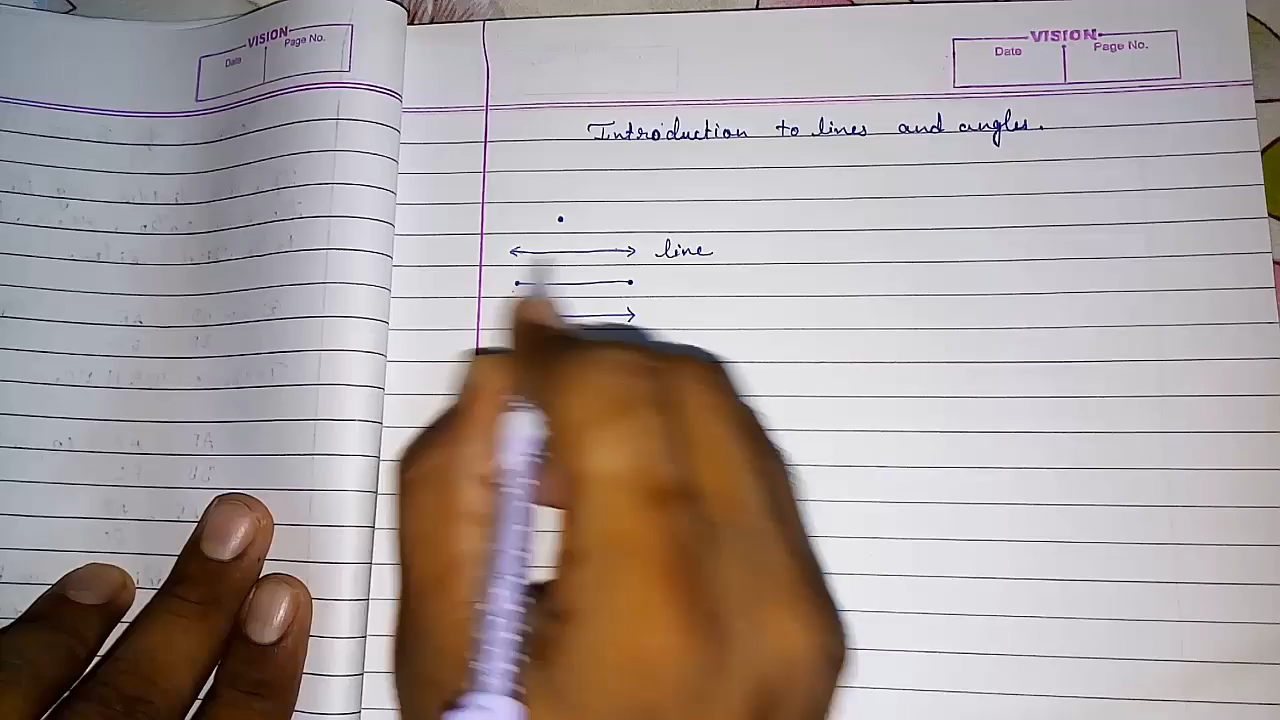 VISION
Date Page No.
VISION
Date Page No.
Introduction to lines and angles.
line